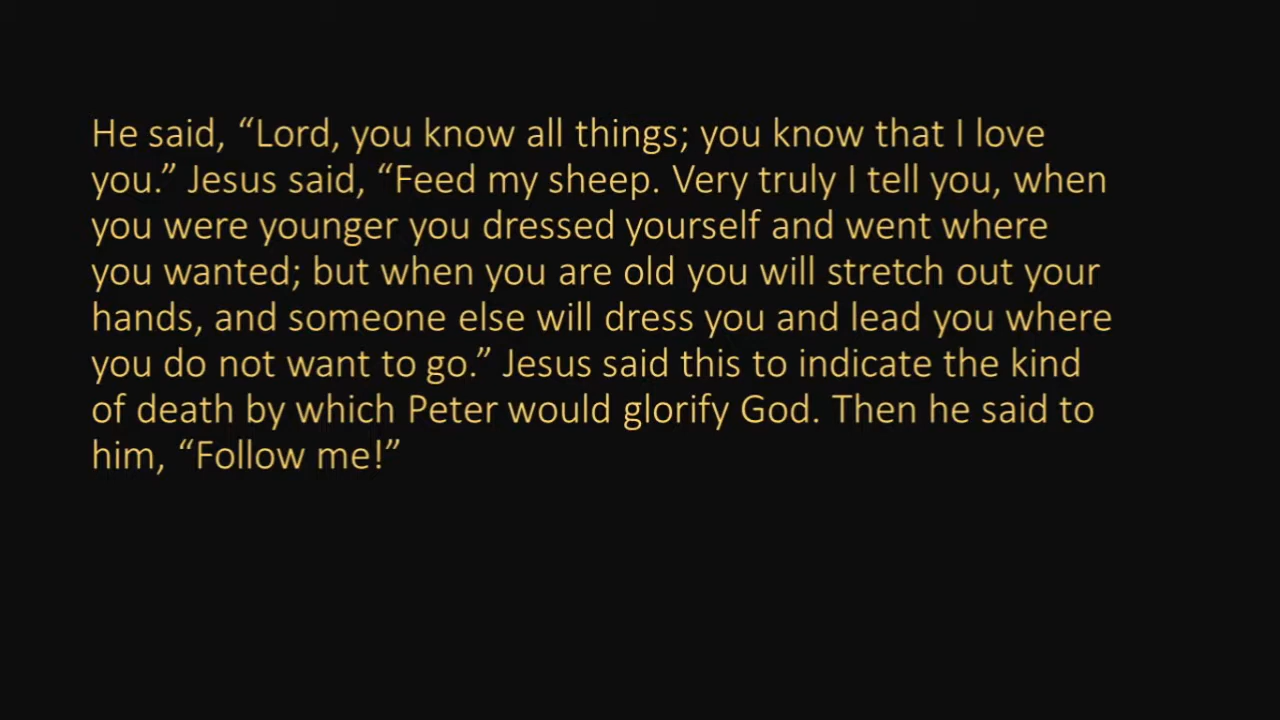 He said, “Lord, you know all things; you know that I love
you.” Jesus said, “Feed my sheep. Very truly I tell you, when
you were younger you dressed yourself and went where
you wanted; but when you are old you will stretch out your
hands, and someone else will dress you and lead you where
you do not want to go.” Jesus said this to indicate the kind
of death by which Peter would glorify God. Then he said to
him, “Follow me!”